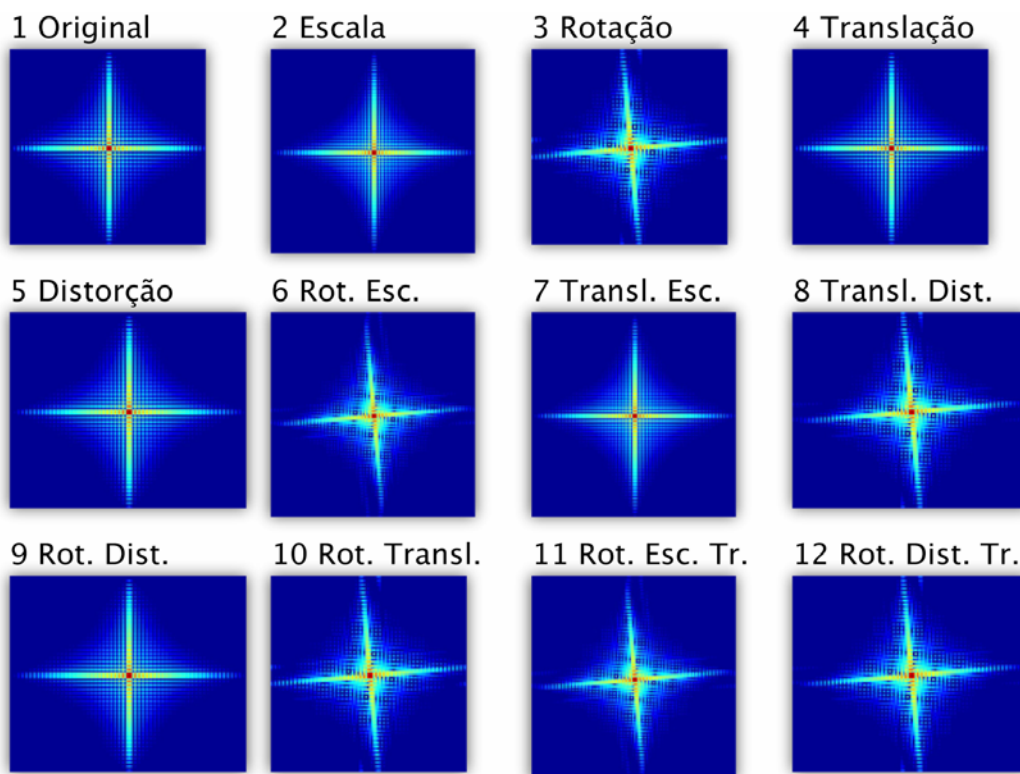 1 Original
2 Escala
3 Rotação
4 Translação
5 Distorção
6 Rot. Esc.
7 Transl. Esc.
8 Transl. Dist.
9 Rot. Dist.
10 Rot. Transl.
11 Rot. Esc. Tr.
12 Rot. Dist. Tr.